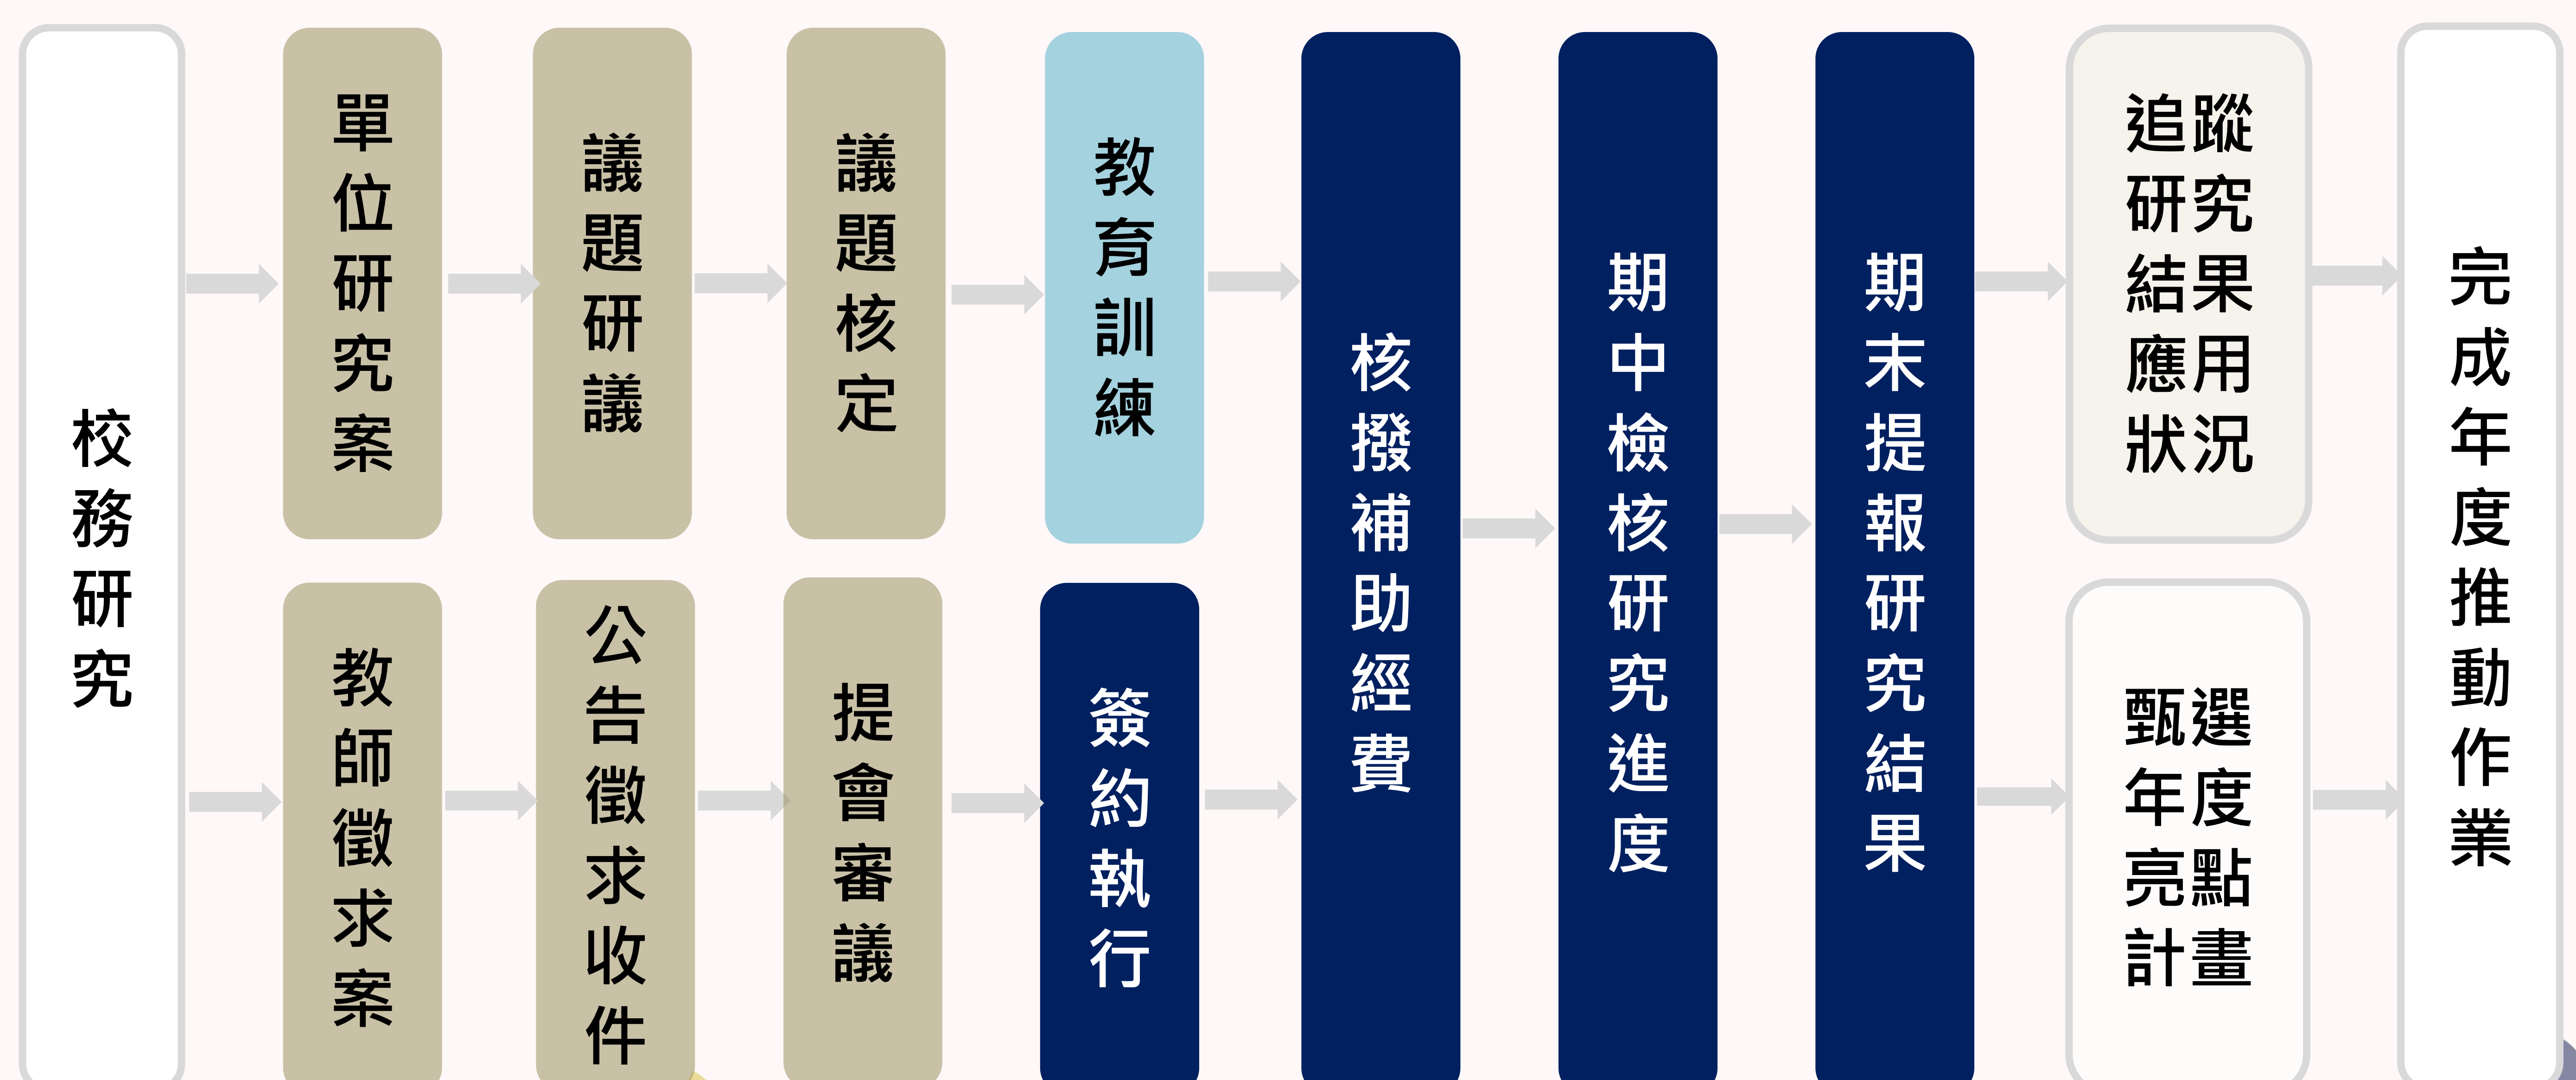 校務研究
單位研究案
議題研議
議題核定
教育訓練
教師徵求案
公告徵求收件
提會審議
簽約執行
核撥補助經費
期中檢核研究進度
期末提報研究結果
追蹤
研究
結果
應用
狀況
甄選
年度
亮點
計畫
完成年度推動作業